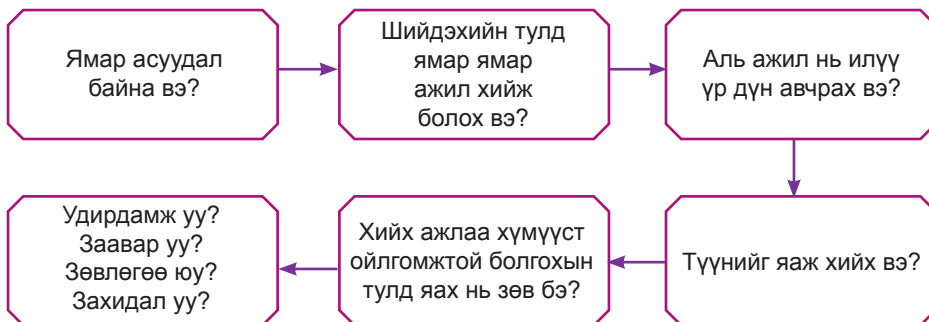 Ямар асуудал
байна вэ?
Шийдэхийн тулд
ямар ямар
ажил хийж
болох вэ?
Аль ажил нь илүү
үр дүн авчрах вэ?
Түүнийг яаж хийх вэ?
Хийх ажлаа хүмүүст
ойлгомжтой болгохын
тулд яах нь зөв бэ?
Удирдамж уу?
Заавар уу?
Зөвлөгөө юу?
Захидал уу?